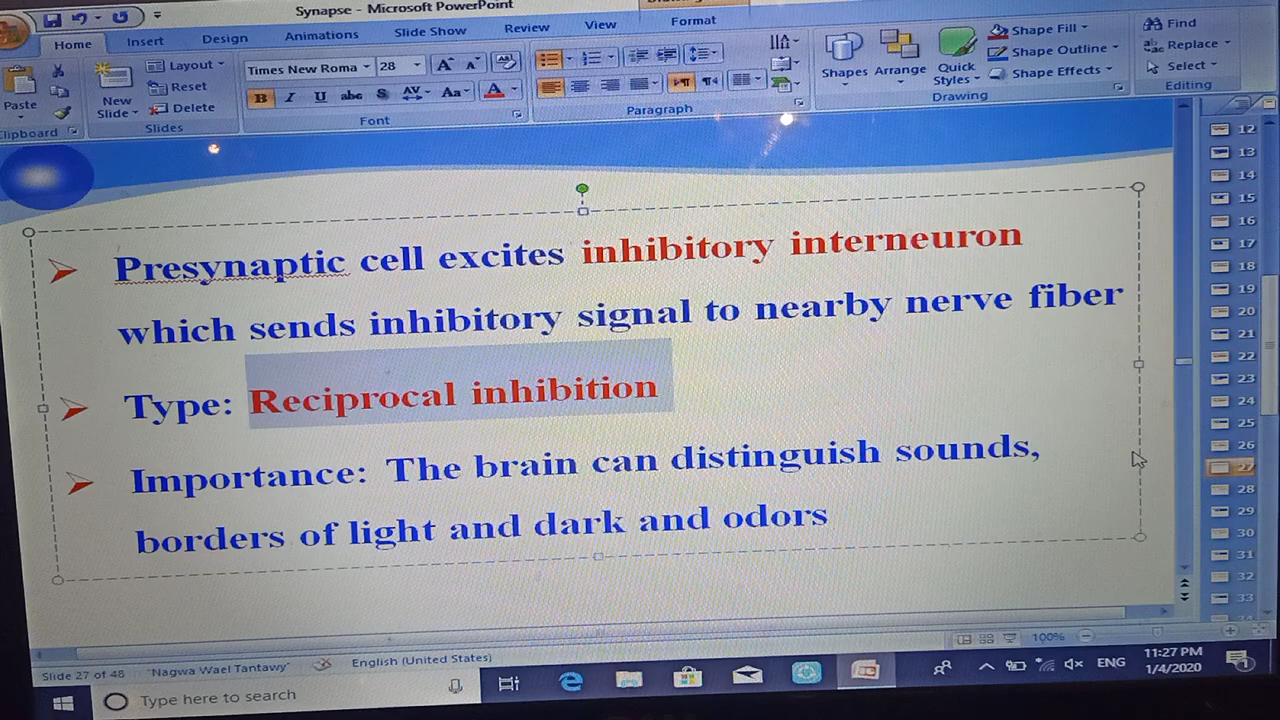 Synapse - Microsoft PowerPoint
Home Insert Design Animations Slide Show Review View Format
Paste
Clipboard
New Slide
Layout
Reset
Delete
Slides
Times New Roma 28
B I U abc S AV Aa A
Font
Paragraph
Shapes Arrange Quick Styles
Shape Fill
Shape Outline
Shape Effects
Drawing
Find
Replace
Select
Editing
Presynaptic cell excites inhibitory interneuron
which sends inhibitory signal to nearby nerve fiber
Type: Reciprocal inhibition
Importance: The brain can distinguish sounds,
borders of light and dark and odors
12
13
14
15
16
17
18
19
20
21
22
23
24
25
26
27
28
29
30
31
32
33
Slide 27 of 48 "Nagwa Wael Tantawy" English (United States) 100%
Type here to search
ENG
11:27 PM
1/4/2020
1